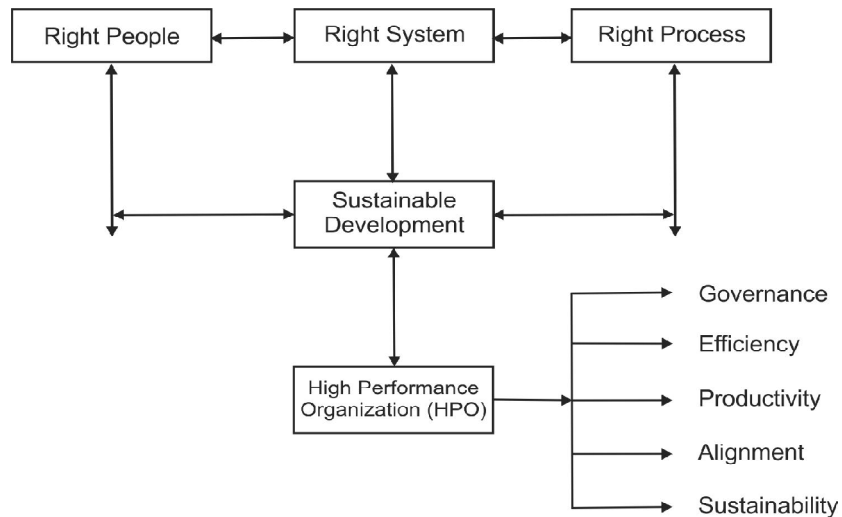 Right People
Right System
Right Process
Sustainable
Development
High Performance
Organization (HPO)
Governance
Efficiency
Productivity
Alignment
Sustainability